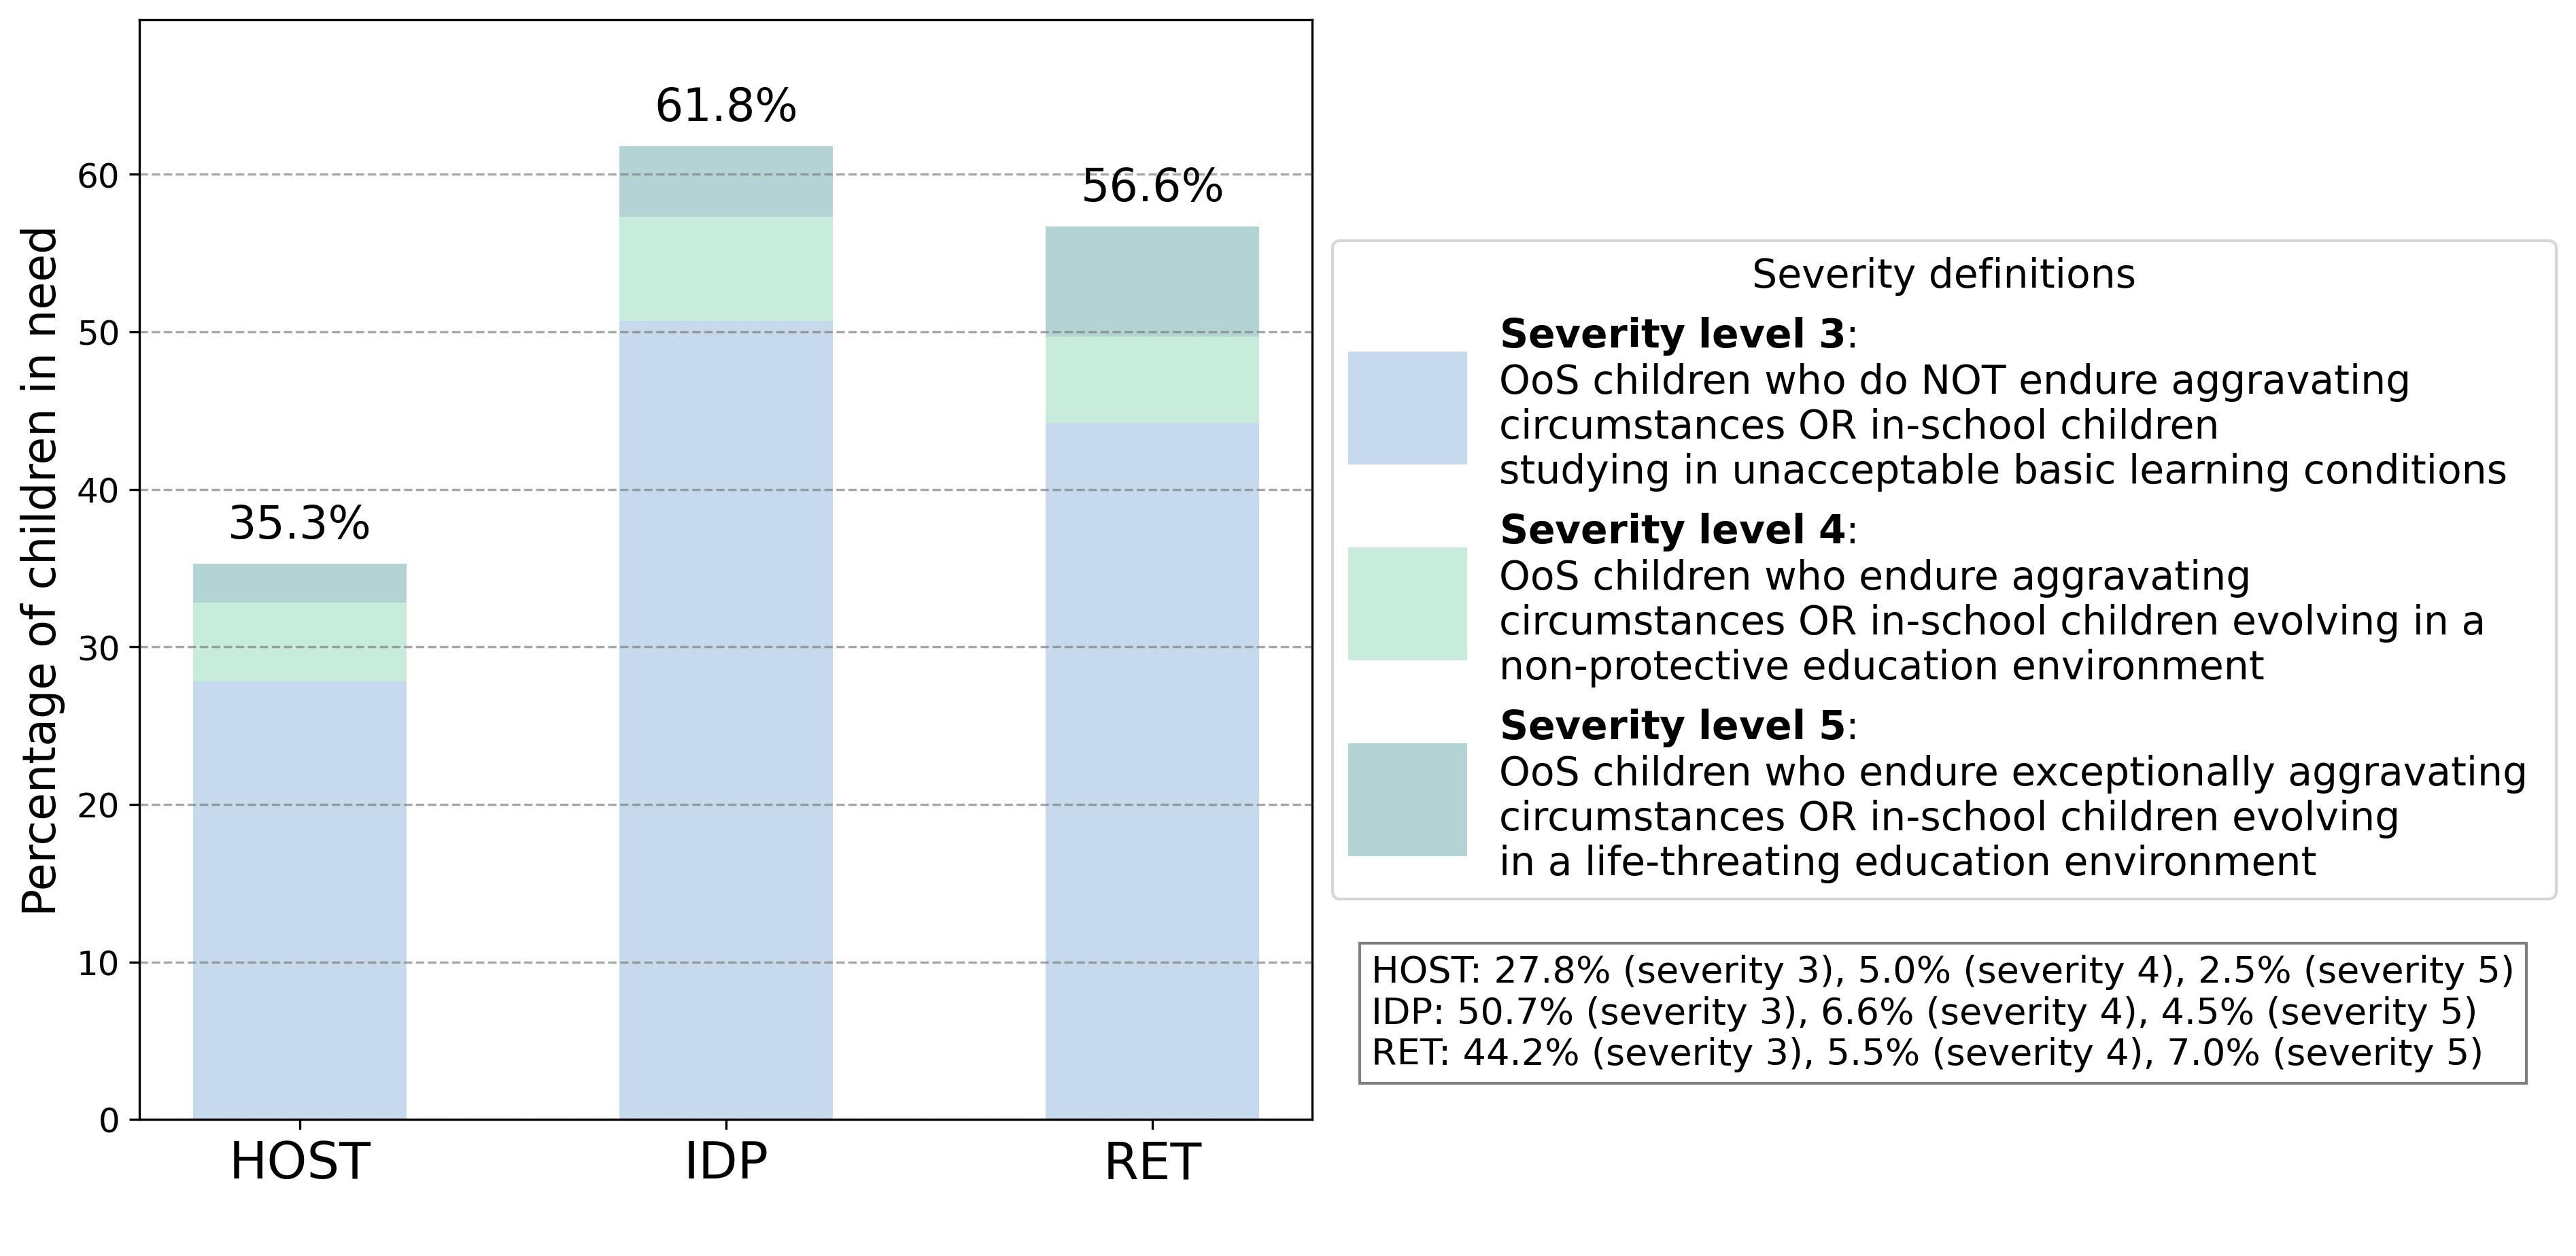 Percentage of children in need
60
50
40
30
20
10
0
35.3%
61.8%
56.6%
HOST
IDP
RET
Severity definitions
Severity level 3:
OoS children who do NOT endure aggravating
circumstances OR in-school children
studying in unacceptable basic learning conditions
Severity level 4:
OoS children who endure aggravating
circumstances OR in-school children evolving in a
non-protective education environment
Severity level 5:
OoS children who endure exceptionally aggravating
circumstances OR in-school children evolving
in a life-threating education environment
HOST: 27.8% (severity 3), 5.0% (severity 4), 2.5% (severity 5)
IDP: 50.7% (severity 3), 6.6% (severity 4), 4.5% (severity 5)
RET: 44.2% (severity 3), 5.5% (severity 4), 7.0% (severity 5)